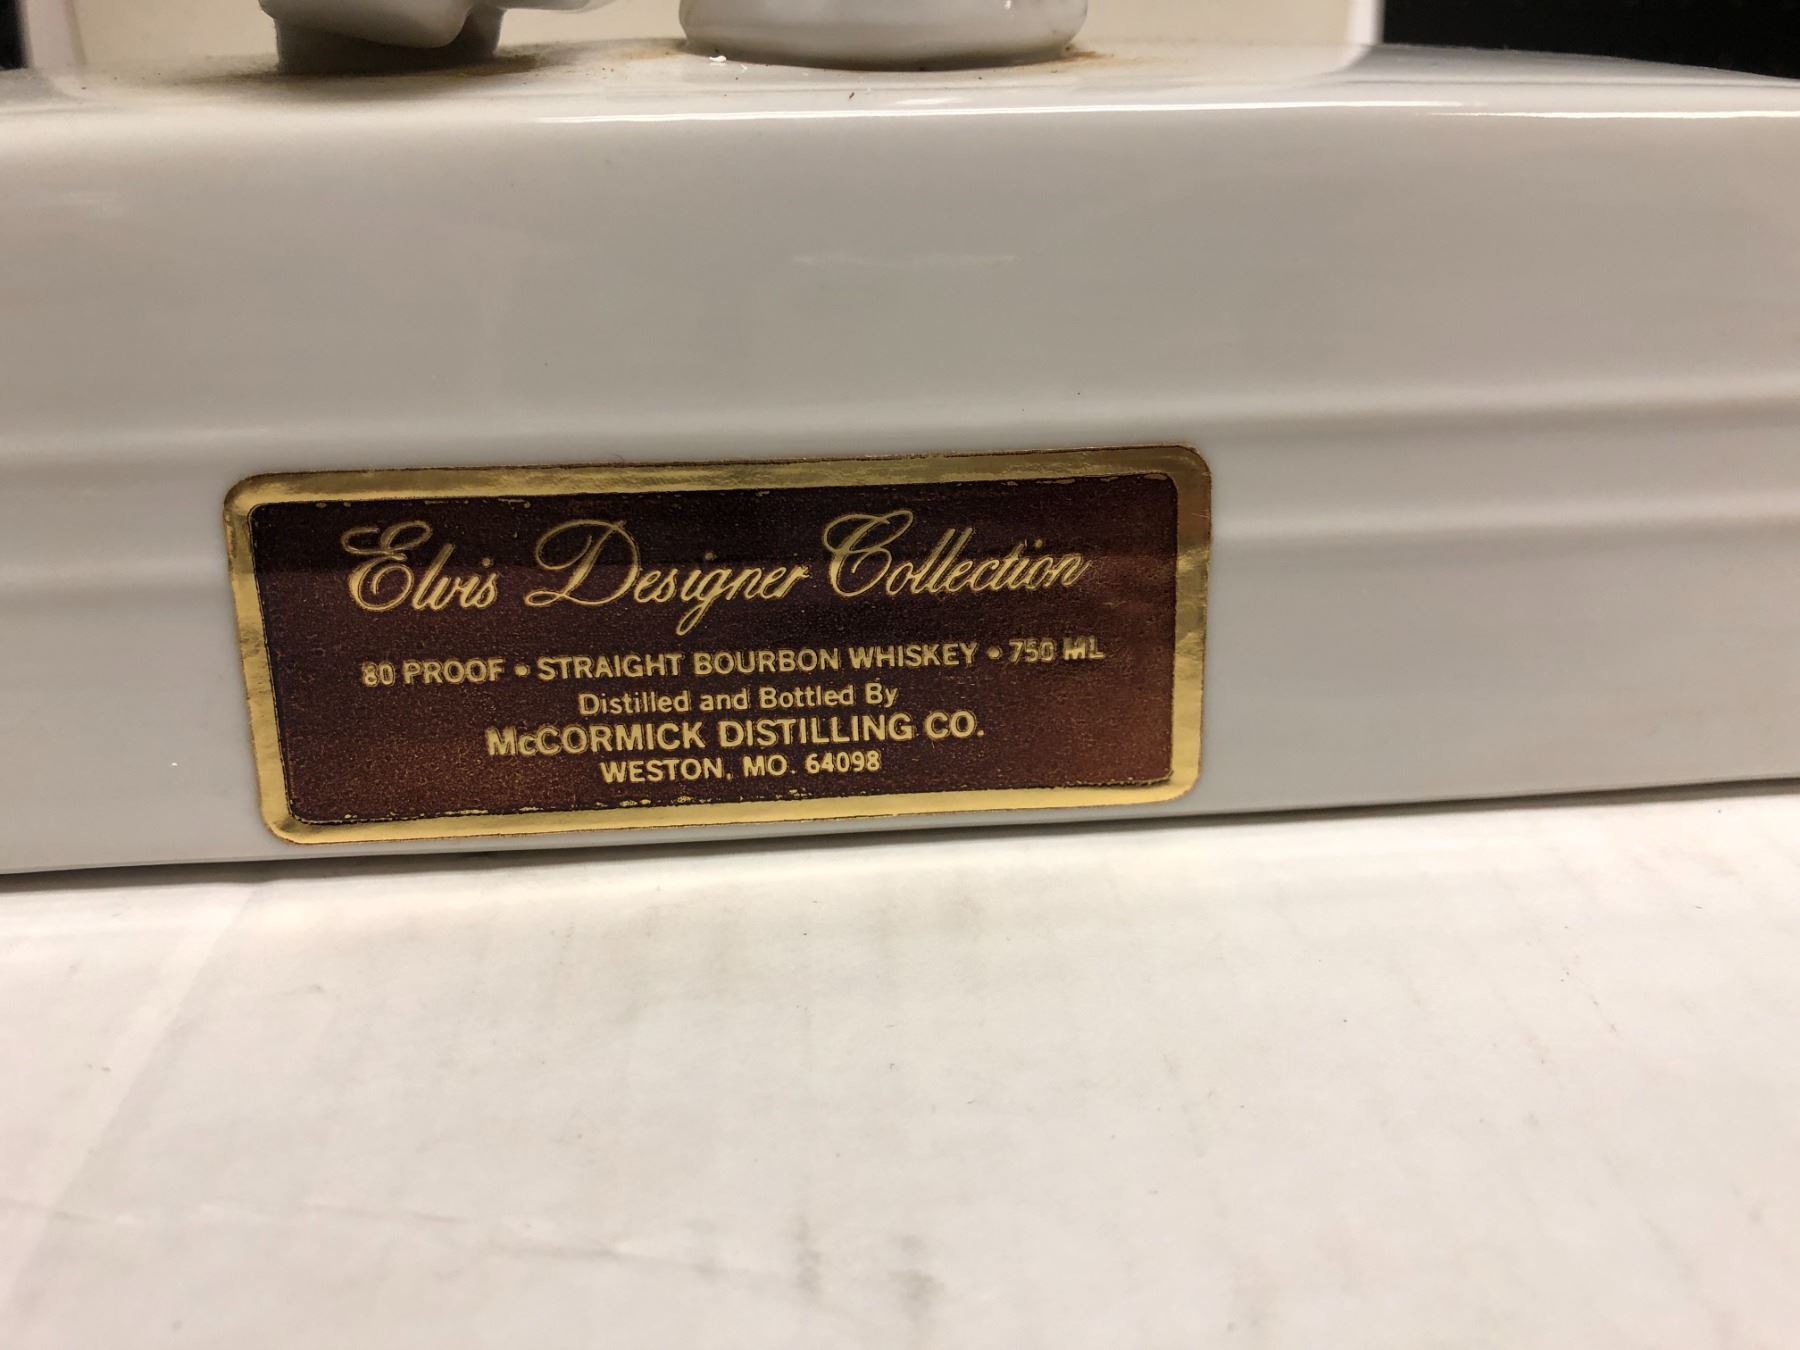 Elvis Designer Collection
80 PROOF • STRAIGHT BOURBON WHISKEY • 750 ML
Distilled and Bottled By
McCORMICK DISTILLING CO.
WESTON, MO. 64098